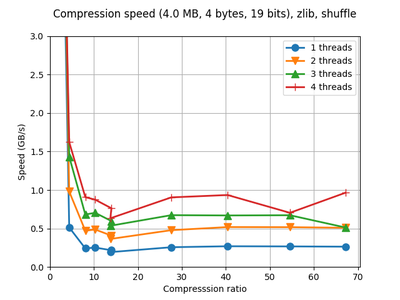 Compression speed (4.0 MB, 4 bytes, 19 bits), zlib, shuffle
3.0
2.5
2.0
1.5
1.0
0.5
0.0
Speed (GB/s)
1 threads
2 threads
3 threads
4 threads
0 10 20 30 40 50 60 70
Compresssion ratio